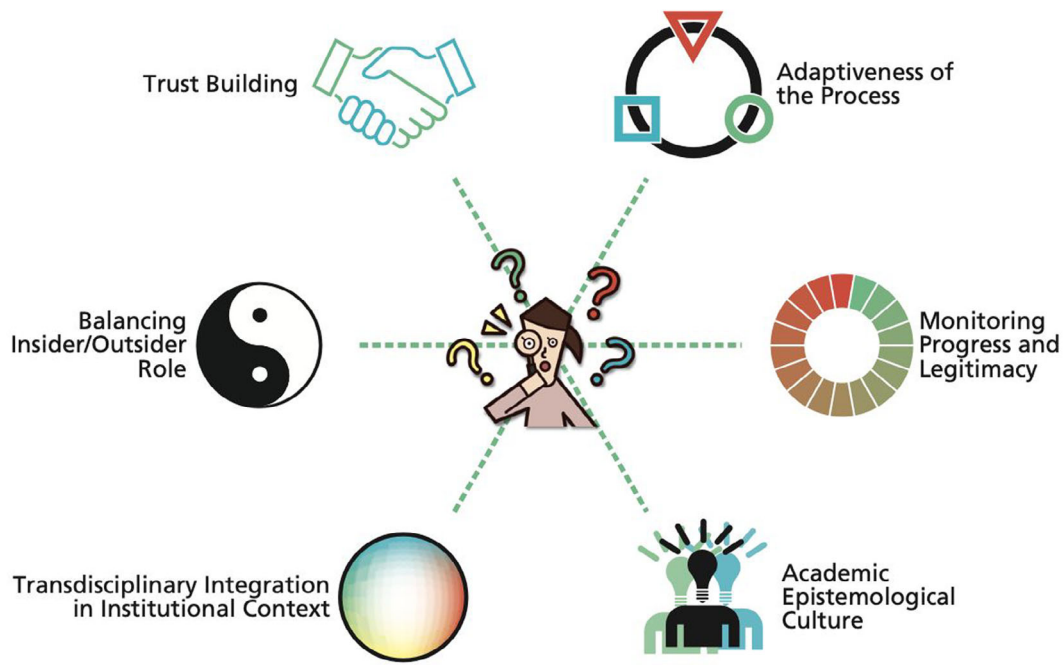 Trust Building
Adaptiveness of
the Process
Balancing
Insider/Outsider
Role
Monitoring
Progress and
Legitimacy
Transdisciplinary Integration
in Institutional Context
Academic
Epistemological
Culture